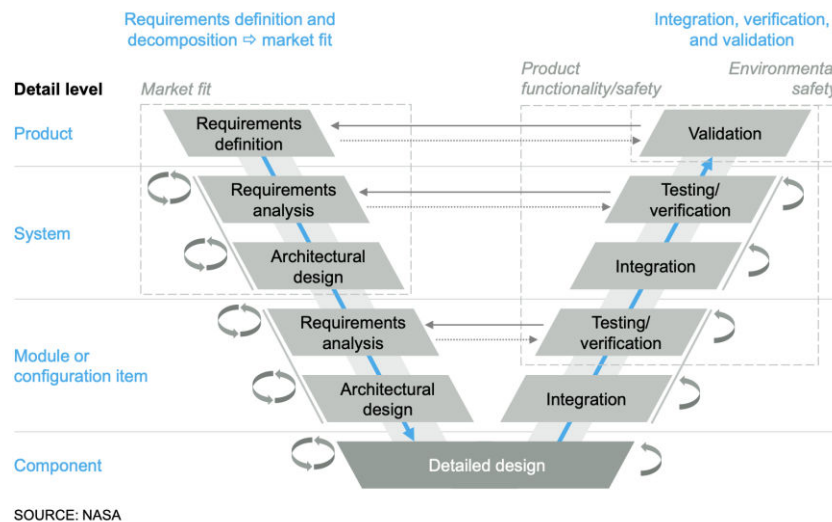 Requirements definition and
decomposition ⇨ market fit
Integration, verification,
and validation
Detail level
Market fit
Product
functionality/safety
Environmental
safety
Product
Requirements
definition
Validation
System
Requirements
analysis
Testing/
verification
Architectural
design
Integration
Module or
configuration item
Requirements
analysis
Testing/
verification
Architectural
design
Integration
Component
Detailed design
SOURCE: NASA